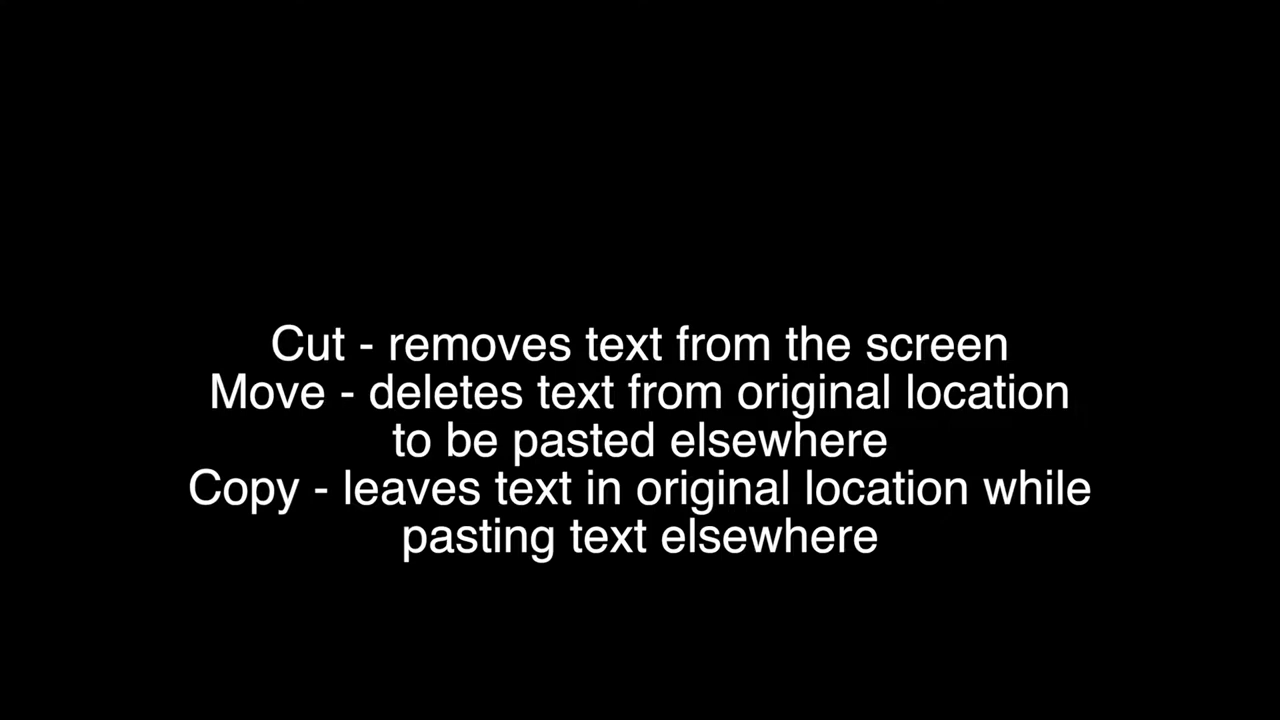 Cut - removes text from the screen
Move - deletes text from original location
to be pasted elsewhere
Copy - leaves text in original location while
pasting text elsewhere